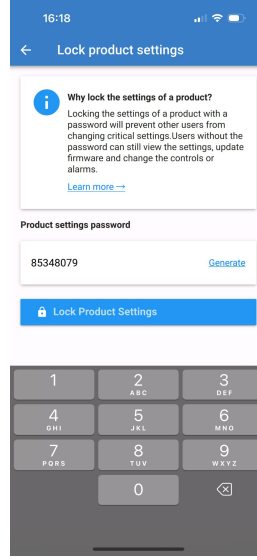 16:18
Lock product settings
Why lock the settings of a product?
Locking the settings of a product with a
password will prevent other users from
changing critical settings.Users without the
password can still view the settings, update
firmware and change the controls or
alarms.
Learn more →
Product settings password
85348079 Generate
Lock Product Settings
1 2 3
ABC DEF
4 5 6
GHI JKL MNO
7 8 9
PQRS TUV WXYZ
0